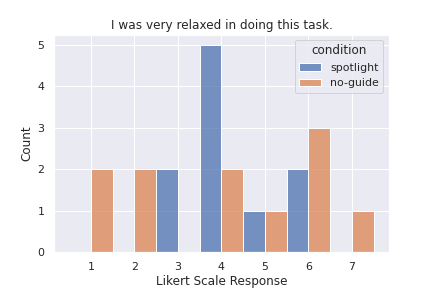 I was very relaxed in doing this task.
condition
spotlight
no-guide
5
4
3
2
1
0
Count
1 2 3 4 5 6 7
Likert Scale Response